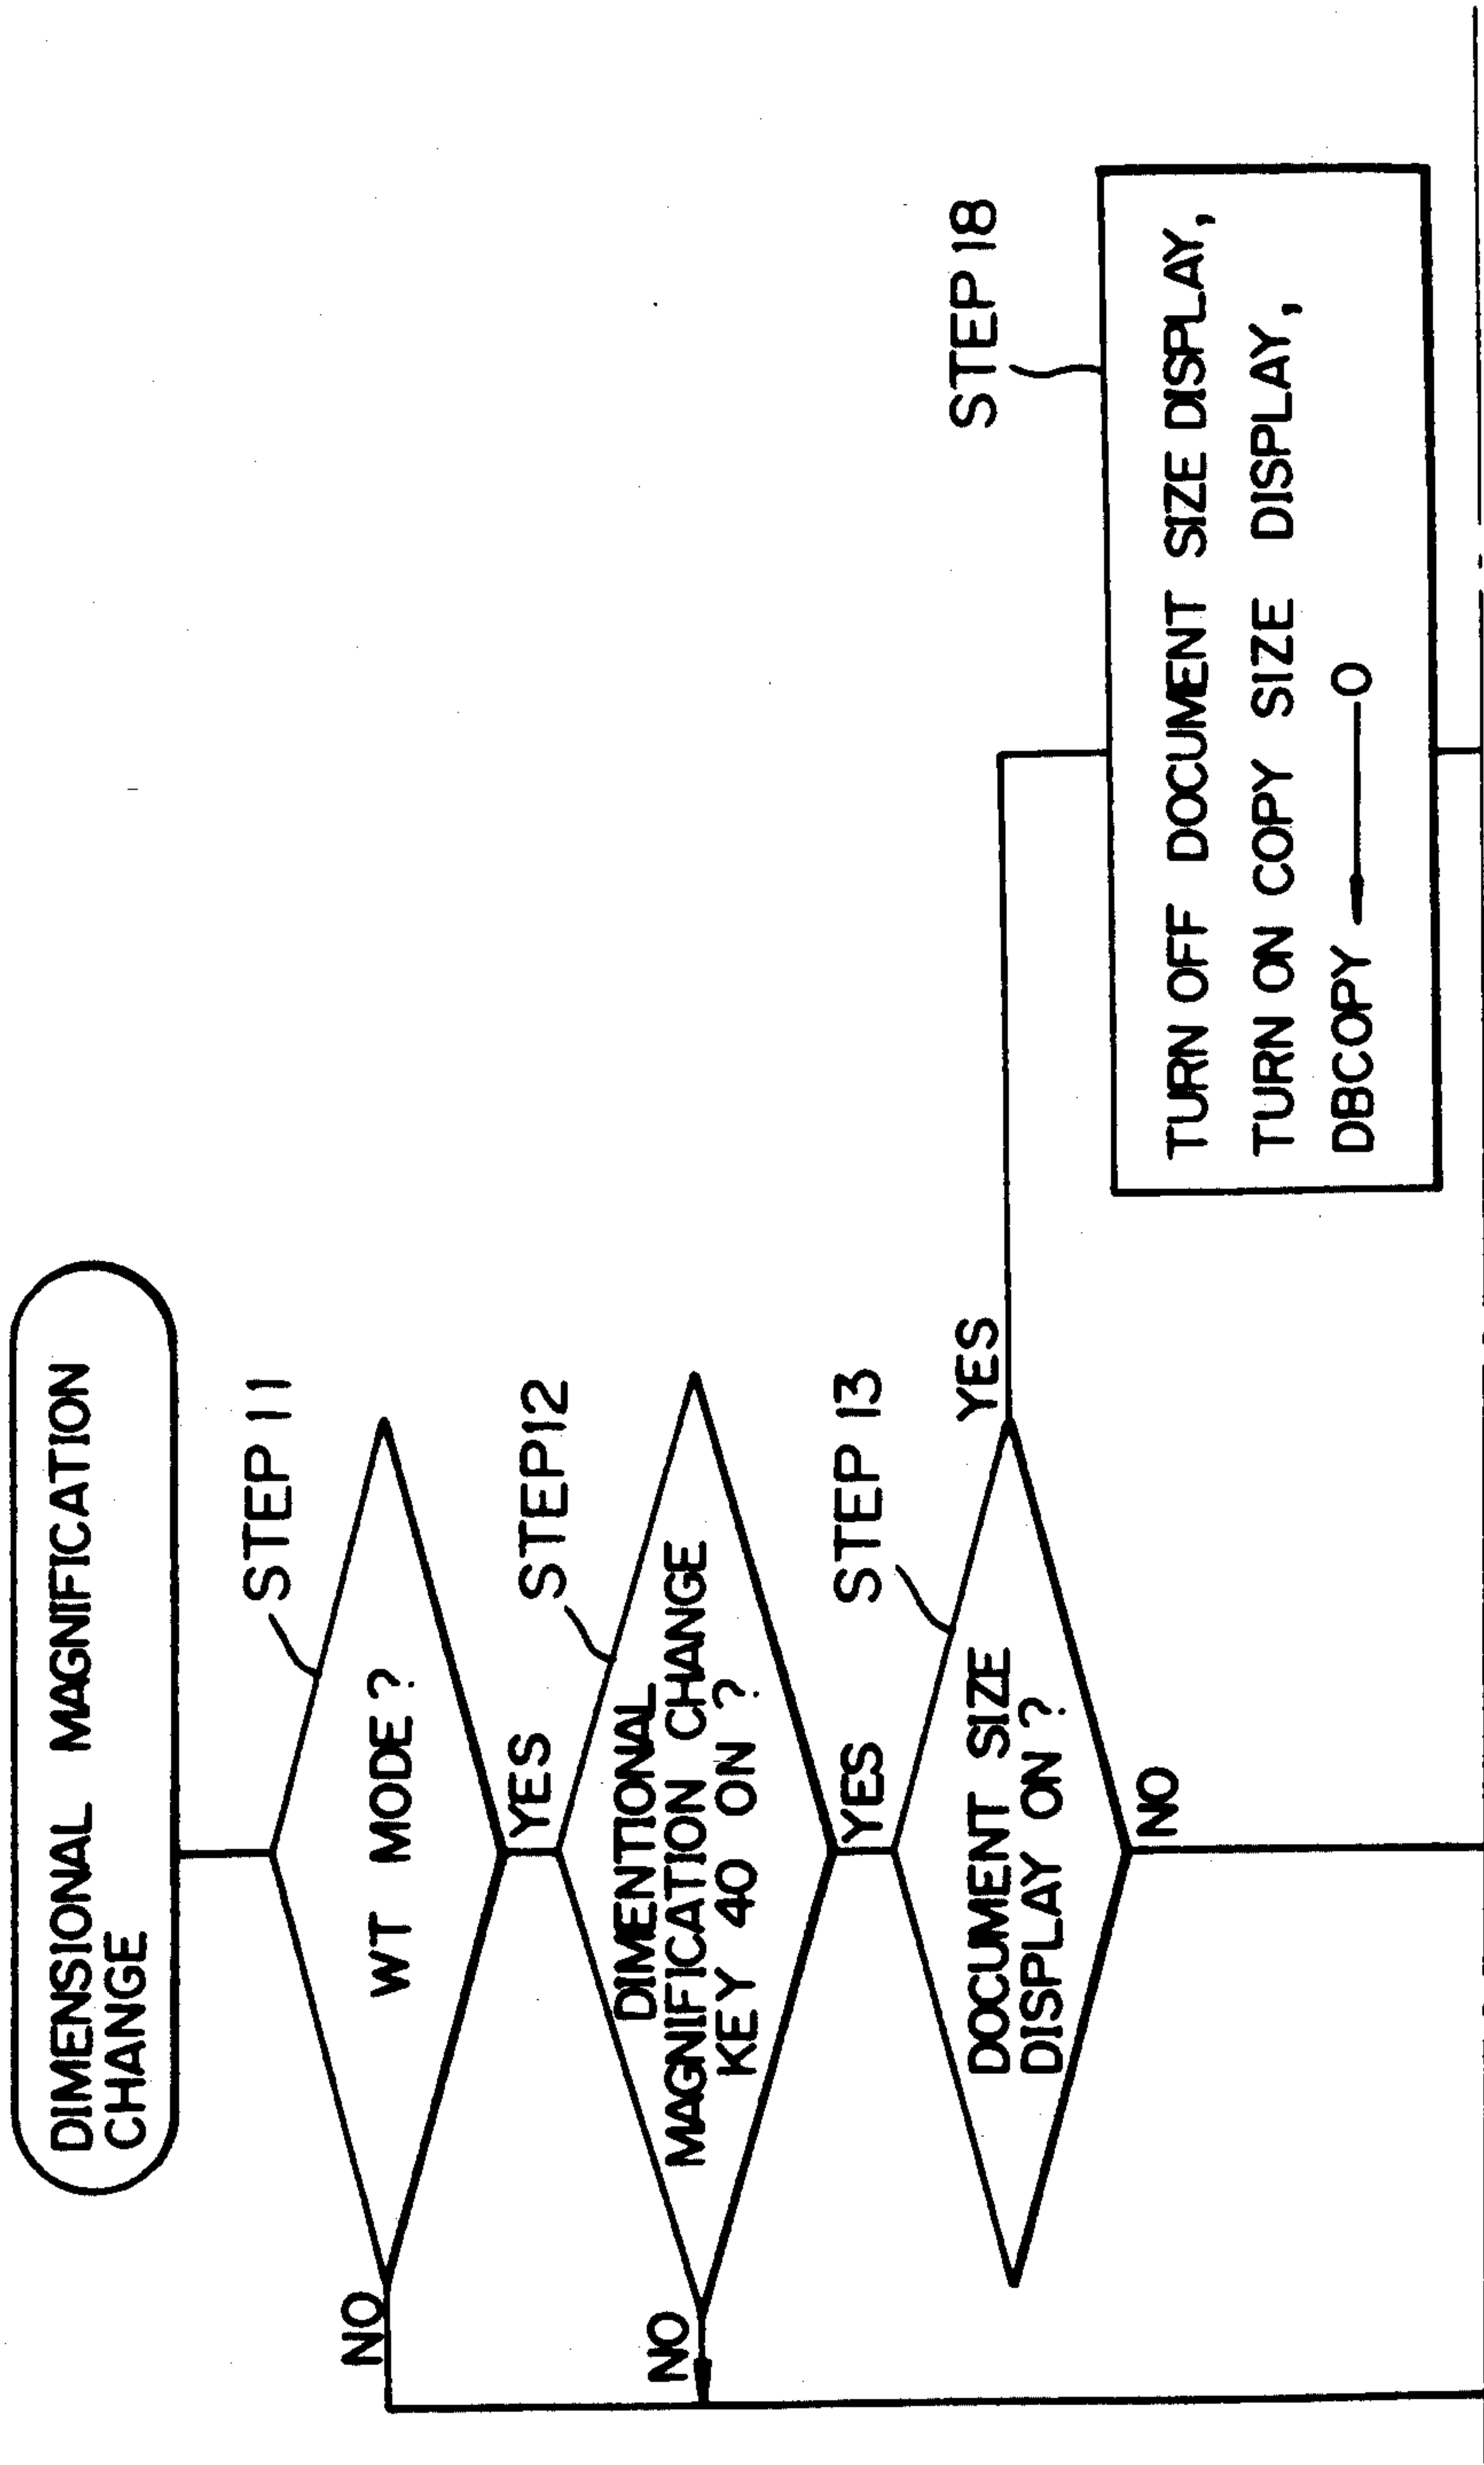 DIMENSIONAL MAGNIFICATION
CHANGE
STEP 11
WT MODE?
NO
YES
STEP12
DIMENTIONAL
MAGNIFICATION CHANGE
KEY 40 ON ?
NO
YES
STEP 13
DOCUMENT SIZE
DISPLAY ON?
YES
NO
STEP 18
TURN OFF DOCUMENT SIZE DISPLAY,
TURN ON COPY SIZE DISPLAY,
DBCOPY ← 0